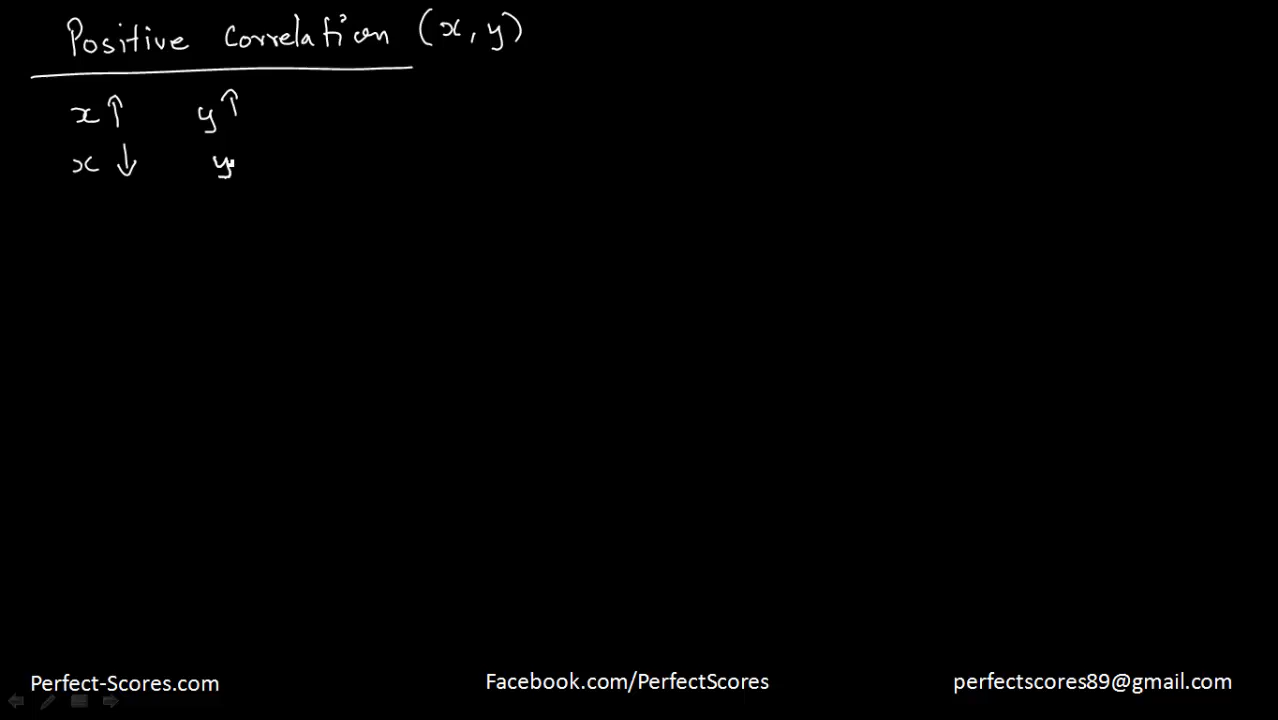 Positive Correlation (x, y)
x↑ y↑
x↓ y
Perfect-Scores.com Facebook.com/PerfectScores perfectscores89@gmail.com